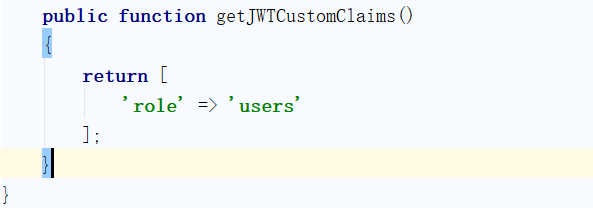 public function getJWTCustomClaims()
{
return [
'role' => 'users'
];
}
}